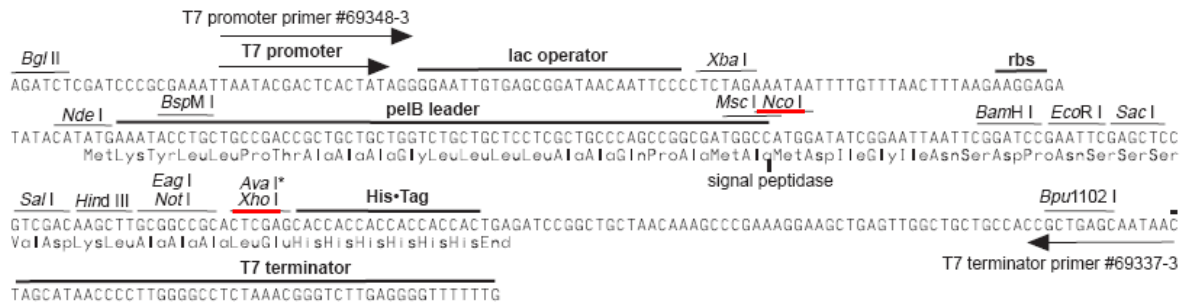 T7 promoter primer #69348-3
Bgl II T7 promoter lac operator Xba I rbs
AGATCTCGATCCCGCGAAATTAATACGACTCACTATAGGGGAATTGTGAGCGGATAACAATTCCCCTCTAGAAATAATTTTGTTTAACTTTAAGAAGGAGA
Nde I BspM I pelB leader Msc I Nco I BamH I EcoR I Sac I
TATACATATGAAATACCTGCTGCCGACCGCTGCTGCTGGTCTGCTGCTCCTCGCTGCCCAGCCGGCGATGGCCATGGATATCGGAATTAATTCGGATCCGAATTCGAGCTCC
MetLysTyrLeuLeuProThrAlaAlaAlaGlyLeuLeuLeuLeuAlaAlaGlnProAlaMetAlaMetAspIleGlyIleAsnSerAspProAsnSerSerSer
signal peptidase
Sal I Hind III Eag I Not I Ava I* Xho I His•Tag Bpu1102 I
GTCGACAAGCTTGCGGCCGCACTCGAGCACCACCACCACCACCACTGAGATCCGGCTGCTAACAAAGCCCGAAAGGAAGCTGAGTTGGCTGCTGCCACCGCTGAGCAATAAC
ValAspLysLeuAlaAlaAlaLeuGluHisHisHisHisHisHisEnd
T7 terminator T7 terminator primer #69337-3
TAGCATAACCCCTTGGGGCCTCTAAACGGGTCTTGAGGGGTTTTTTG